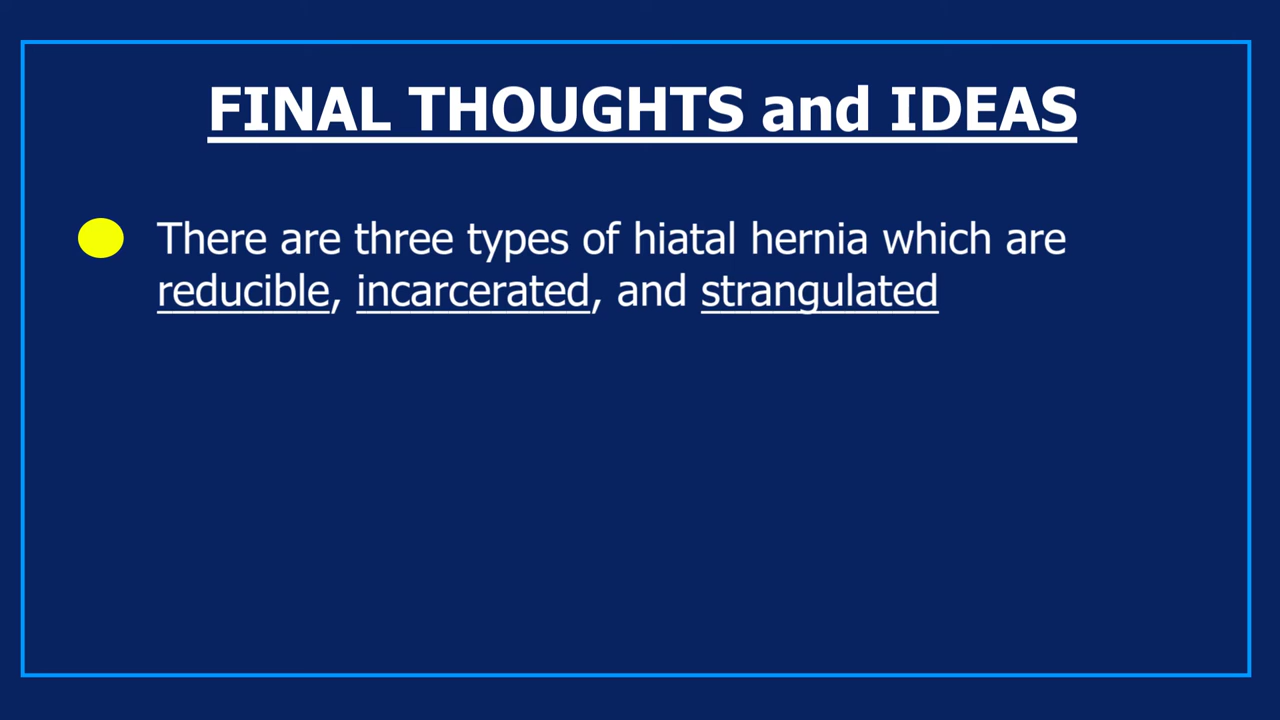 FINAL THOUGHTS and IDEAS
There are three types of hiatal hernia which are
reducible, incarcerated, and strangulated